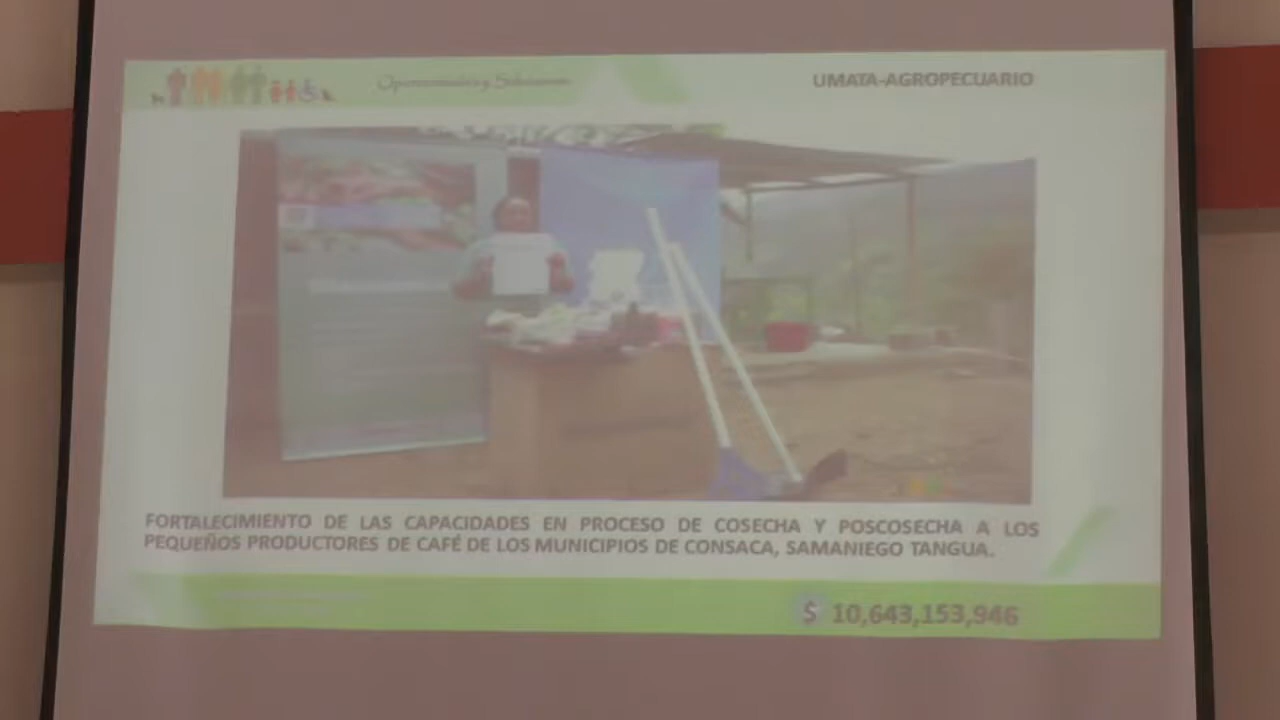 UMATA-AGROPECUARIO
FORTALECIMIENTO DE LAS CAPACIDADES EN PROCESO DE COSECHA Y POSCOSECHA A LOS
PEQUEÑOS PRODUCTORES DE CAFÉ DE LOS MUNICIPIOS DE CONSACA, SAMANIEGO TANGUA.
$ 10,643,153,946